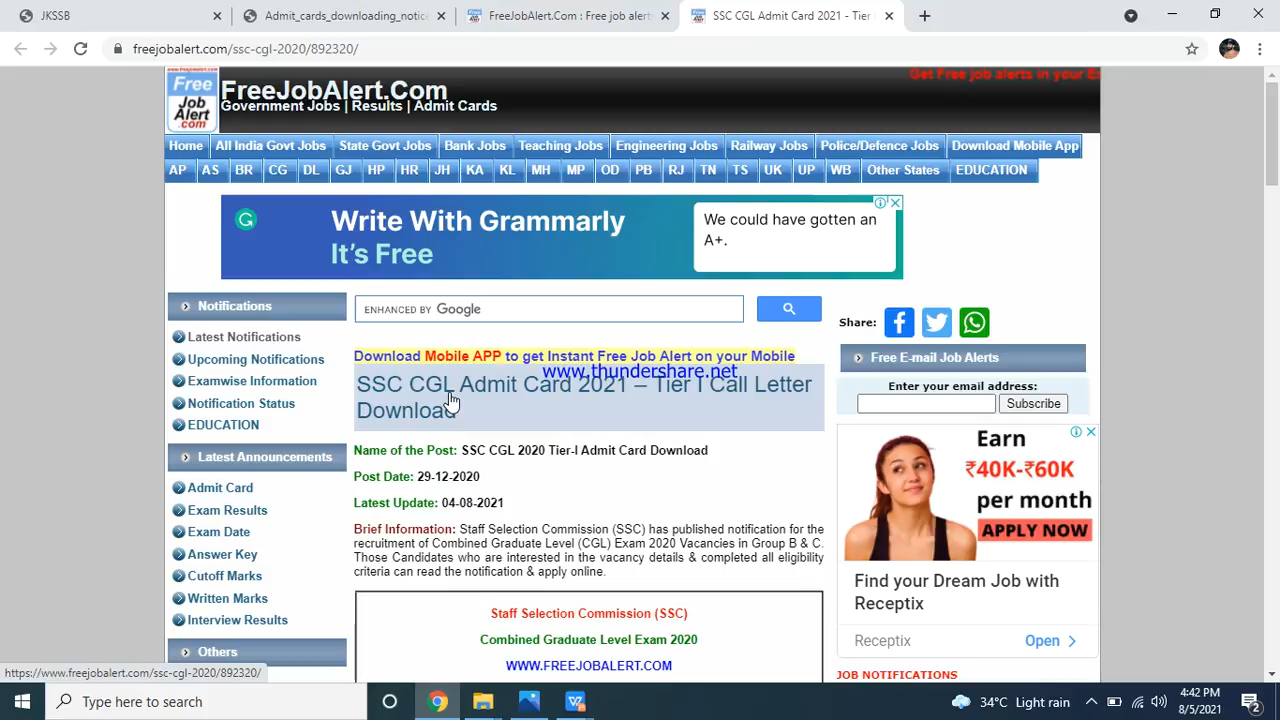 JKSSB
Admit_cards_downloading_notice
FreeJobAlert.Com : Free job alerts
SSC CGL Admit Card 2021 - Tier
freejobalert.com/ssc-cgl-2020/892320/
Free
Job
Alert
.com
FreeJobAlert.Com
Government Jobs | Results | Admit Cards
Get Free job alerts in your E
Home All India Govt Jobs State Govt Jobs Bank Jobs Teaching Jobs Engineering Jobs Railway Jobs Police/Defence Jobs Download Mobile App
AP AS BR CG DL GJ HP HR JH KA KL MH MP OD PB RJ TN TS UK UP WB Other States EDUCATION
Write With Grammarly
It's Free
We could have gotten an
A+.
Notifications
Latest Notifications
Upcoming Notifications
Examwise Information
Notification Status
EDUCATION
Latest Announcements
Admit Card
Exam Results
Exam Date
Answer Key
Cutoff Marks
Written Marks
Interview Results
Others
ENHANCED BY Google
Download Mobile APP to get Instant Free Job Alert on your Mobile
www.thundershare.net
SSC CGL Admit Card 2021 – Tier I Call Letter
Download
Name of the Post: SSC CGL 2020 Tier-I Admit Card Download
Post Date: 29-12-2020
Latest Update: 04-08-2021
Brief Information: Staff Selection Commission (SSC) has published notification for the
recruitment of Combined Graduate Level (CGL) Exam 2020 Vacancies in Group B & C.
Those Candidates who are interested in the vacancy details & completed all eligibility
criteria can read the notification & apply online.
Staff Selection Commission (SSC)
Combined Graduate Level Exam 2020
WWW.FREEJOBALERT.COM
Share:
Free E-mail Job Alerts
Enter your email address:
Subscribe
Earn
₹40K-₹60K
per month
APPLY NOW
Find your Dream Job with
Receptix
Receptix Open
JOB NOTIFICATIONS
https://www.freejobalert.com/ssc-cgl-2020/892320/
Type here to search
34°C Light rain
4:42 PM
8/5/2021
2